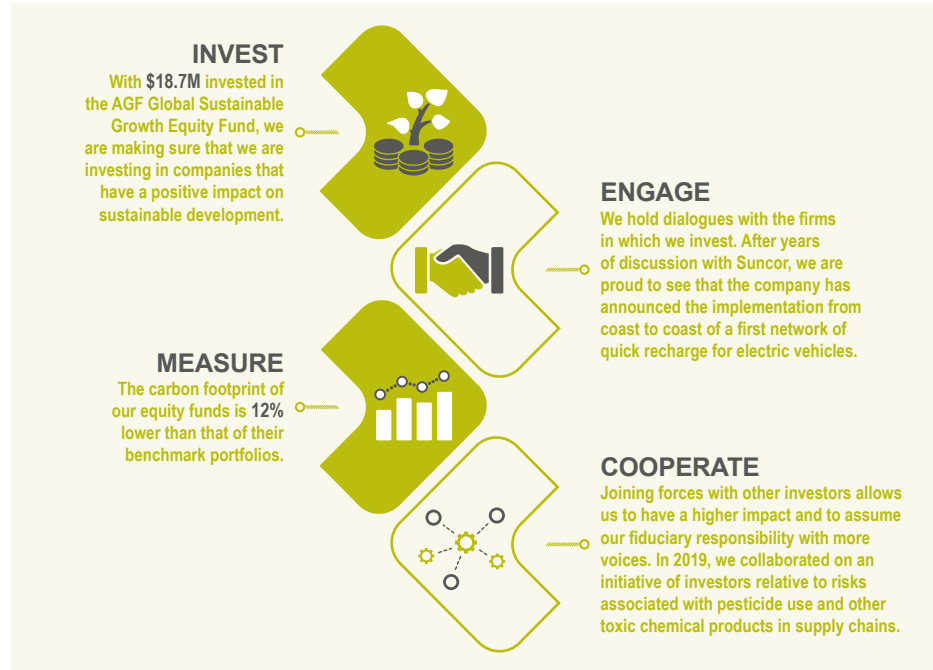 INVEST
With $18.7M invested in
the AGF Global Sustainable
Growth Equity Fund, we
are making sure that we are
investing in companies that
have a positive impact on
sustainable development.
ENGAGE
We hold dialogues with the firms
in which we invest. After years
of discussion with Suncor, we are
proud to see that the company has
announced the implementation from
coast to coast of a first network of
quick recharge for electric vehicles.
MEASURE
The carbon footprint of
our equity funds is 12%
lower than that of their
benchmark portfolios.
COOPERATE
Joining forces with other investors allows
us to have a higher impact and to assume
our fiduciary responsibility with more
voices. In 2019, we collaborated on an
initiative of investors relative to risks
associated with pesticide use and other
toxic chemical products in supply chains.